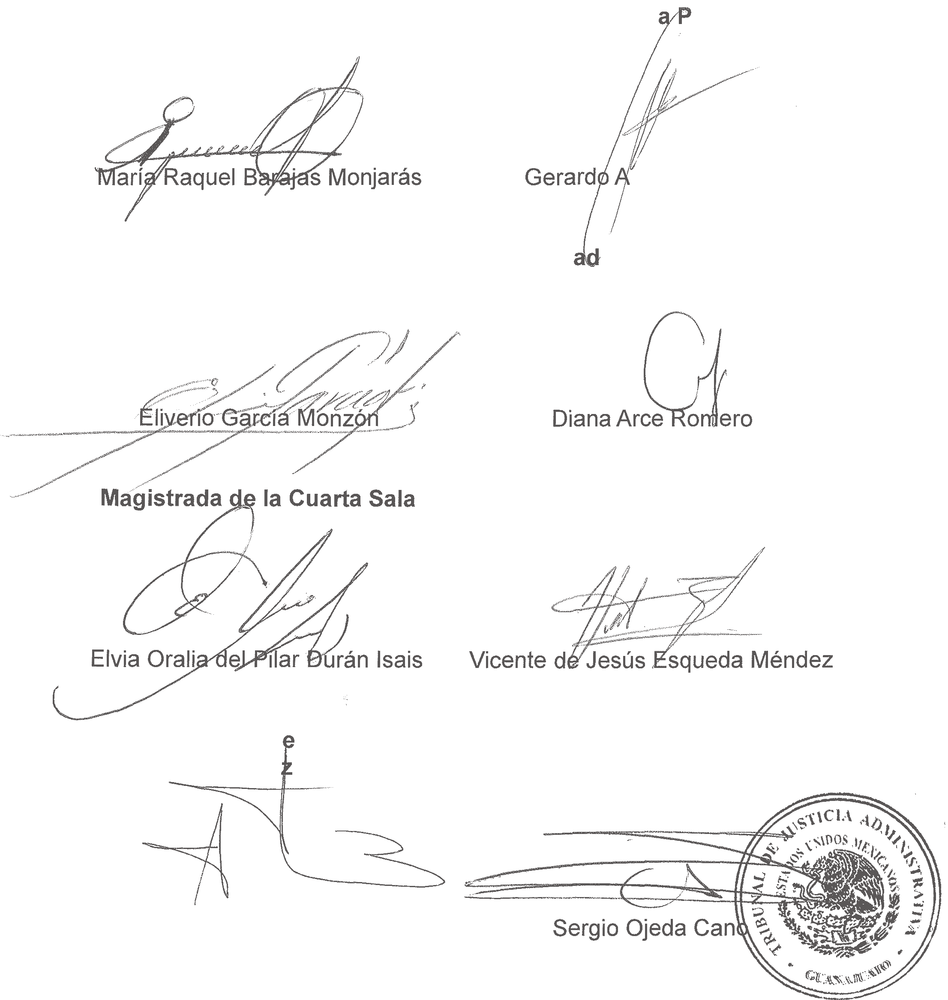 a P
María Raquel Barajas Monjarás
Gerardo A
ad
Eliverio García Monzón
Diana Arce Romero
Magistrada de la Cuarta Sala
Elvia Oralia del Pilar Durán Isais
Vicente de Jesús Esqueda Méndez
e
z
Sergio Ojeda Cano
TRIBUNAL DE JUSTICIA ADMINISTRATIVA
ESTADOS UNIDOS MEXICANOS
GUANAJUATO